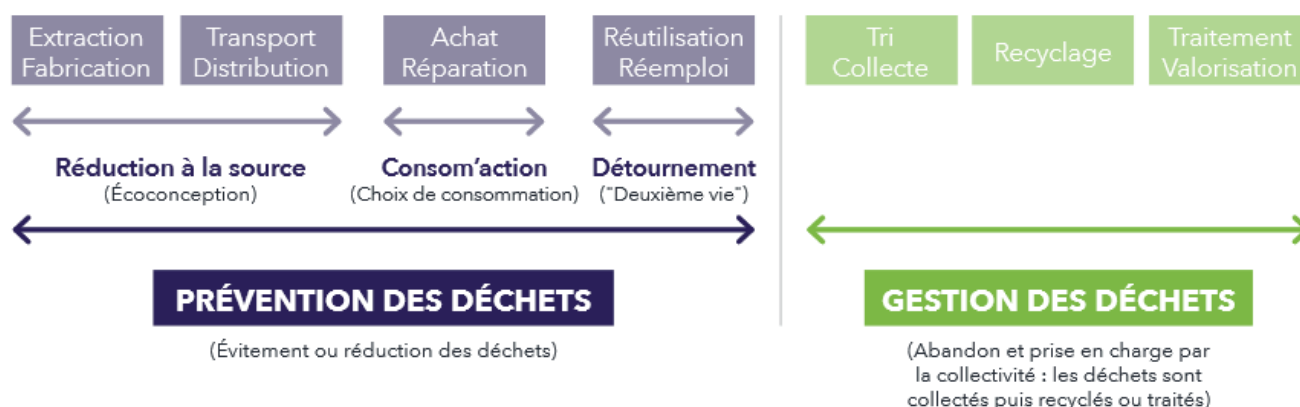 Extraction
Fabrication
Transport
Distribution
Achat
Réparation
Réutilisation
Réemploi
Tri
Collecte
Recyclage
Traitement
Valorisation
Réduction à la source
(Écoconception)
Consom'action
(Choix de consommation)
Détournement
("Deuxième vie")
PRÉVENTION DES DÉCHETS
(Évitement ou réduction des déchets)
GESTION DES DÉCHETS
(Abandon et prise en charge par
la collectivité : les déchets sont
collectés puis recyclés ou traités)